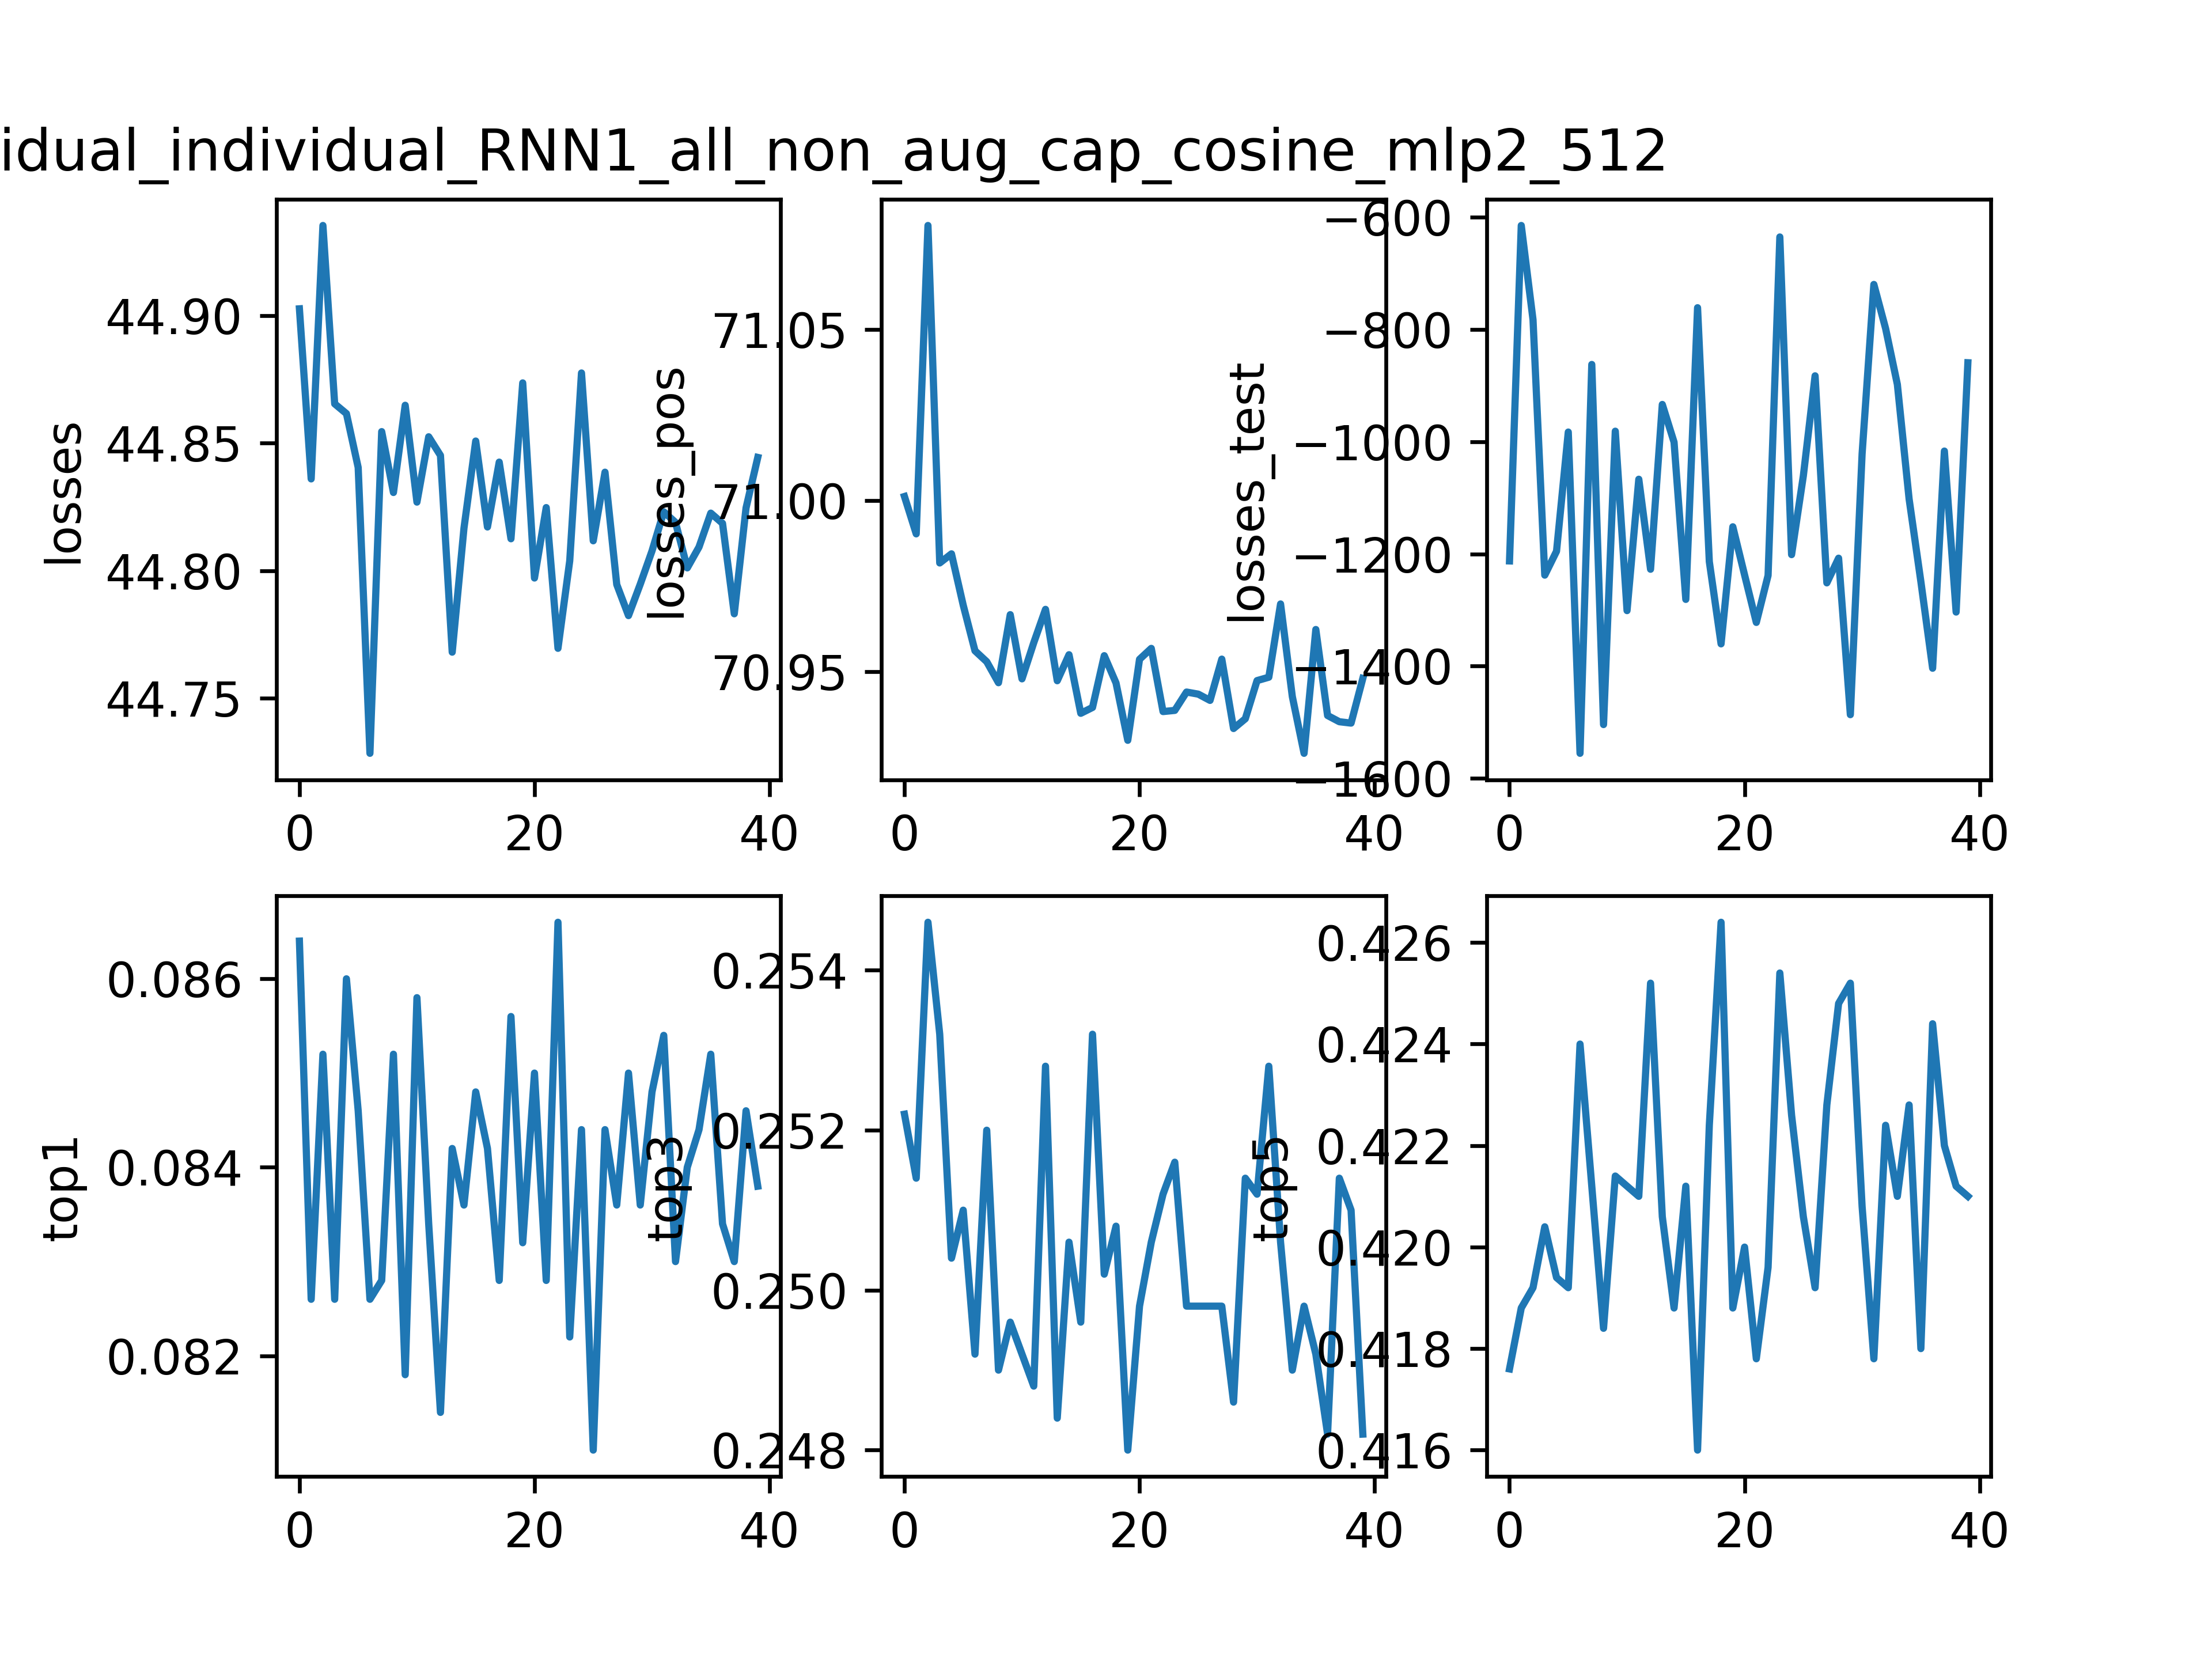 idual_individual_RNN1_all_non_aug_cap_cosine_mlp2_512
losses
44.90
44.85
44.80
44.75
0 20 40
losses_pos
71.05
71.00
70.95
0 20 40
losses_test
−600
−800
−1000
−1200
−1400
−1600
0 20 40
top1
0.086
0.084
0.082
0 20 40
top3
0.254
0.252
0.250
0.248
0 20 40
top5
0.426
0.424
0.422
0.420
0.418
0.416
0 20 40